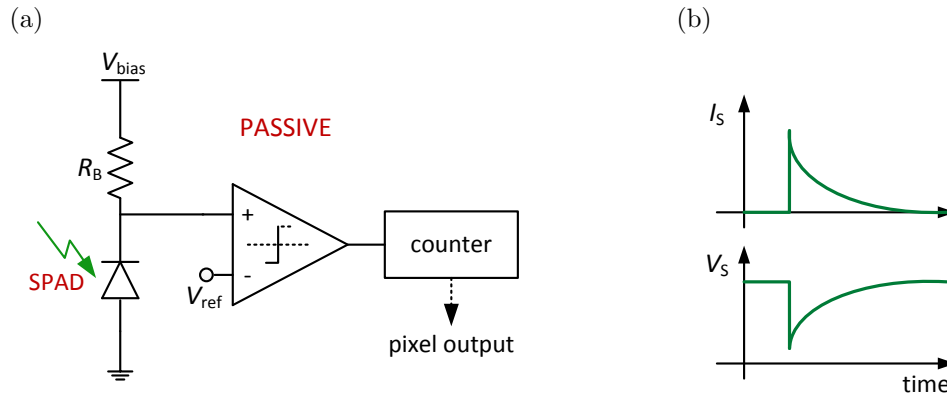 (a)
V_bias
PASSIVE
R_B
SPAD
+
-
V_ref
counter
pixel output
(b)
I_S
V_S
time